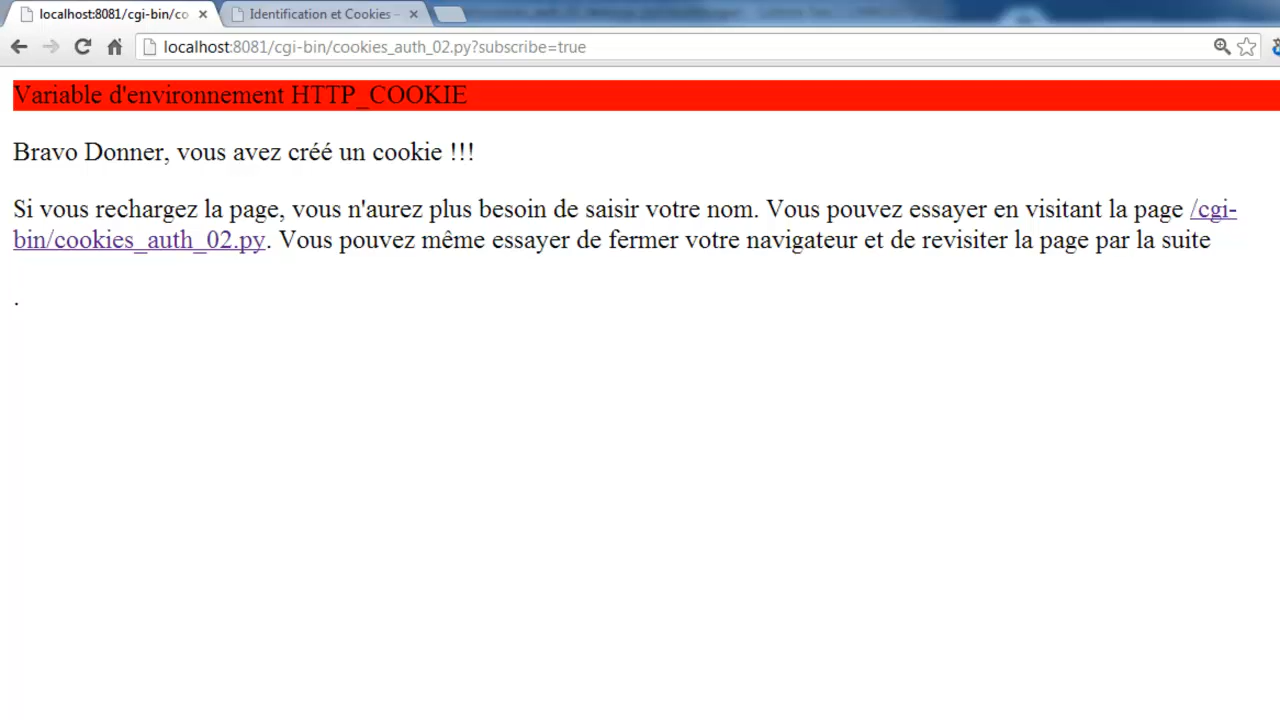 localhost:8081/cgi-bin/co
Identification et Cookies –
localhost:8081/cgi-bin/cookies_auth_02.py?subscribe=true
Variable d'environnement HTTP_COOKIE
Bravo Donner, vous avez créé un cookie !!!
Si vous rechargez la page, vous n'aurez plus besoin de saisir votre nom. Vous pouvez essayer en visitant la page /cgi-
bin/cookies_auth_02.py. Vous pouvez même essayer de fermer votre navigateur et de revisiter la page par la suite
.